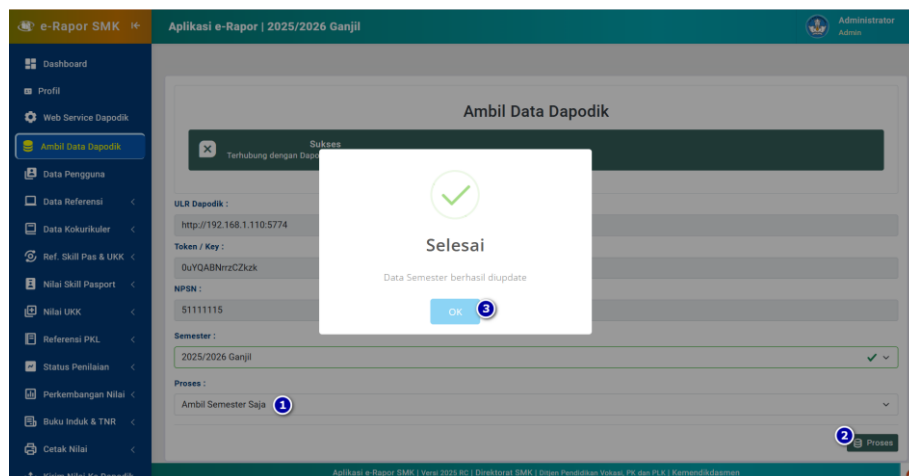 e-Rapor SMK
Aplikasi e-Rapor | 2025/2026 Ganjil
Administrator
Admin
Dashboard
Profil
Web Service Dapodik
Ambil Data Dapodik
Data Pengguna
Data Referensi
Data Kokurikuler
Ref. Skill Pas & UKK
Nilai Skill Pasport
Nilai UKK
Referensi PKL
Status Penilaian
Perkembangan Nilai
Buku Induk & TNR
Cetak Nilai
Kirim Nilai Ke Dapodik
Ambil Data Dapodik
Sukses
Terhubung dengan Dapo
ULR Dapodik :
http://192.168.1.110:5774
Token / Key :
0uYQABNrrzCZkzk
NPSN :
51111115
Semester :
2025/2026 Ganjil
Proses :
Ambil Semester Saja 1
2 Proses
Selesai
Data Semester berhasil diupdate
OK 3
Aplikasi e-Rapor SMK | Versi 2025 RC | Direktorat SMK | Ditjen Pendidikan Vokasi, PK dan PLK | Kemendikdasmen